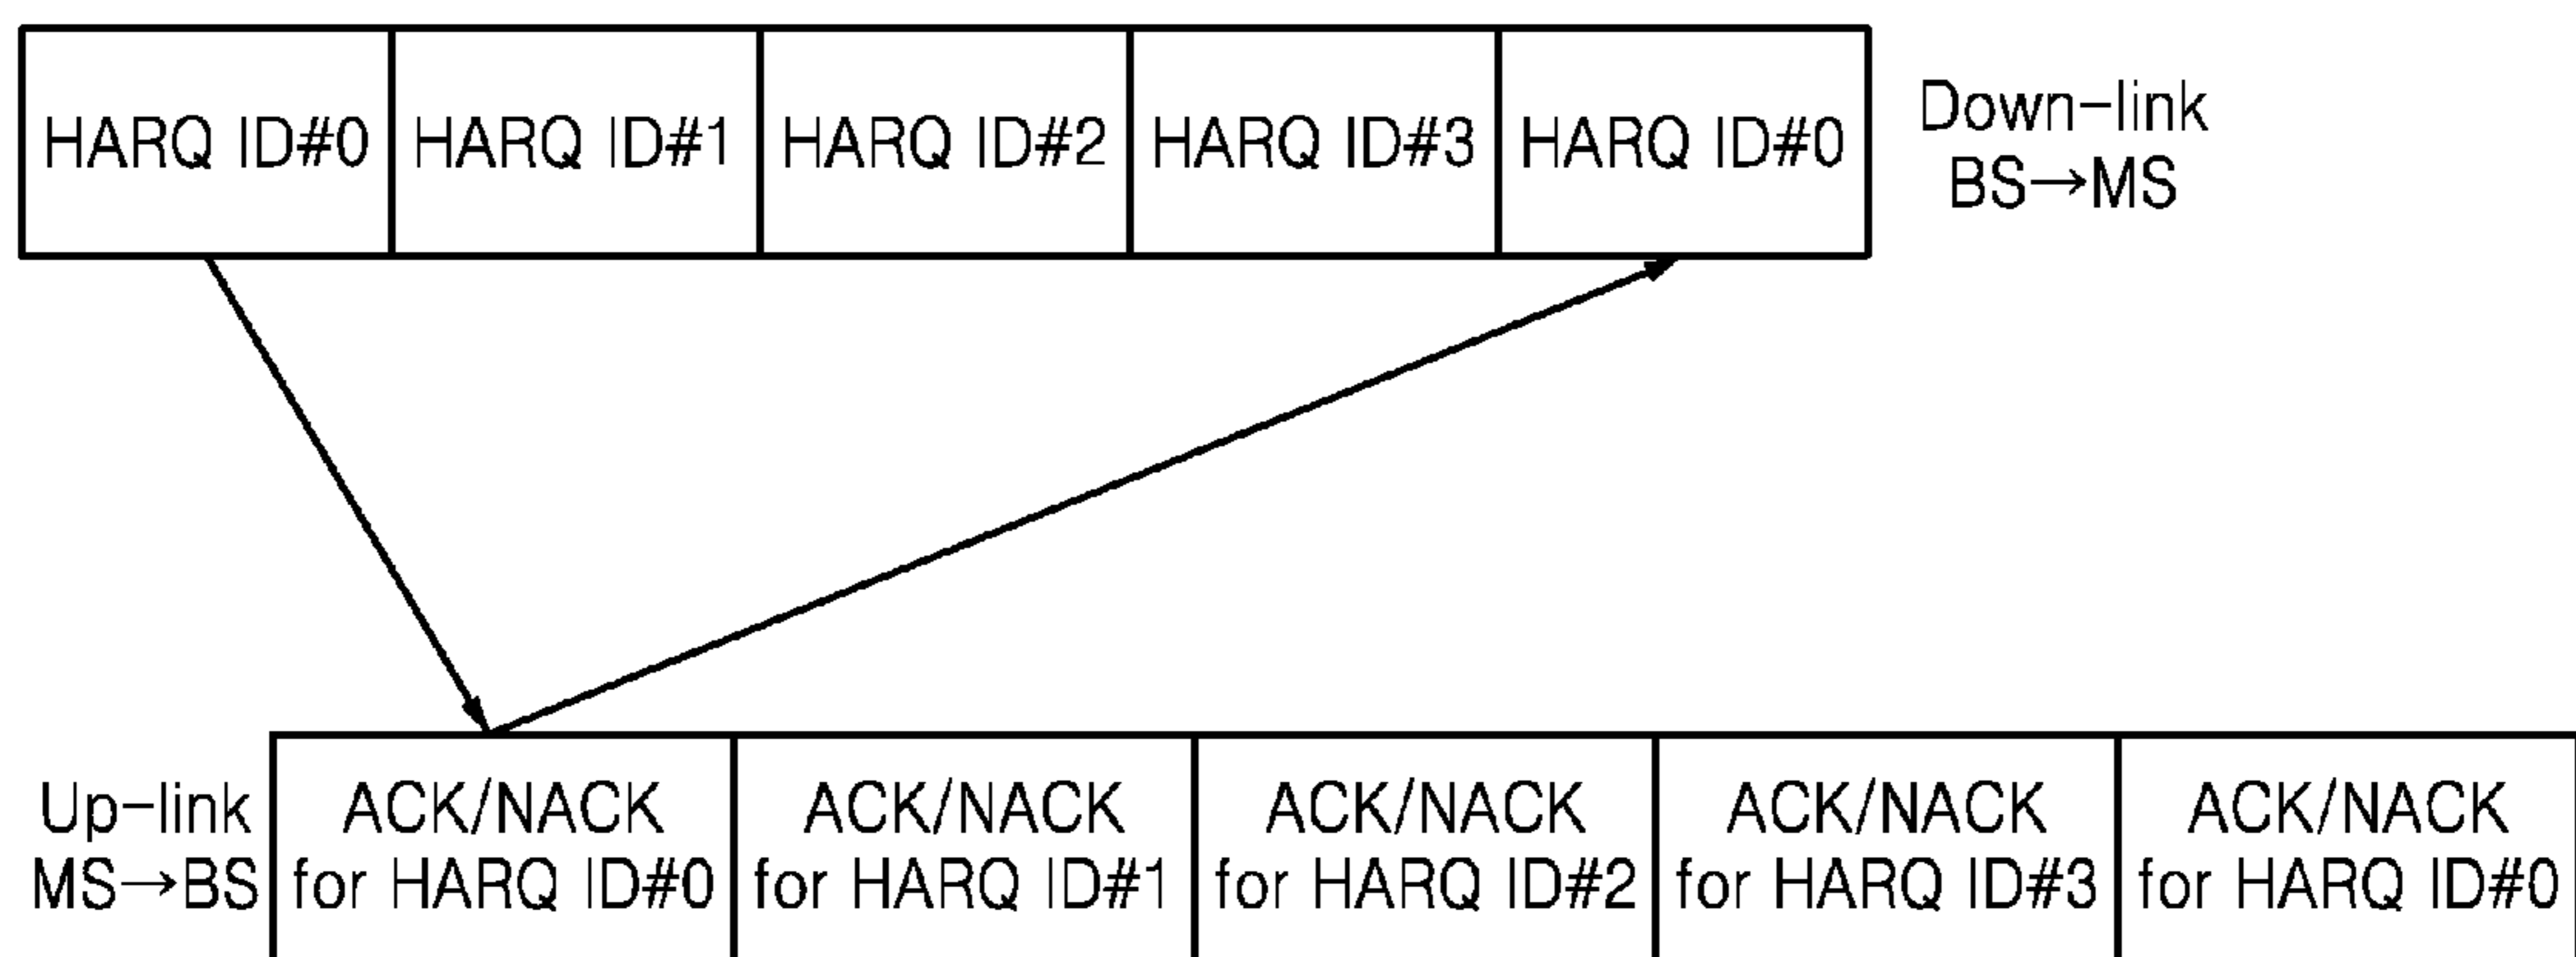 HARQ ID#0 HARQ ID#1 HARQ ID#2 HARQ ID#3 HARQ ID#0
Down-link
BS→MS
Up-link
MS→BS
ACK/NACK
for HARQ ID#0
ACK/NACK
for HARQ ID#1
ACK/NACK
for HARQ ID#2
ACK/NACK
for HARQ ID#3
ACK/NACK
for HARQ ID#0